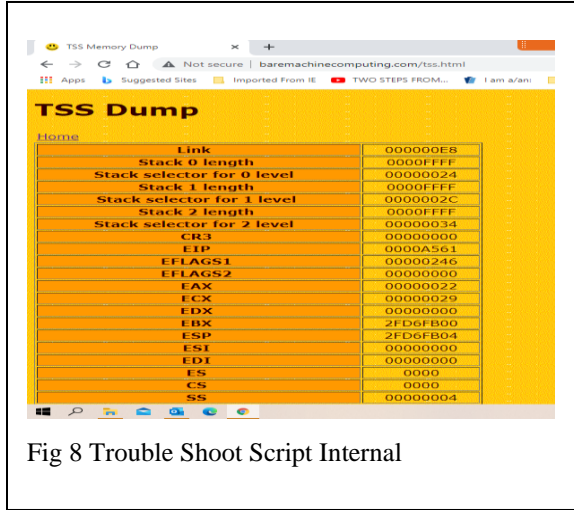 TSS Memory Dump
Not secure | baremachinecomputing.com/tss.html
Apps Suggested Sites Imported From IE TWO STEPS FROM... I am a/an:
TSS Dump
Home
Link 000000E8
Stack 0 length 0000FFFF
Stack selector for 0 level 00000024
Stack 1 length 0000FFFF
Stack selector for 1 level 0000002C
Stack 2 length 0000FFFF
Stack selector for 2 level 00000034
CR3 00000000
EIP 0000A561
EFLAGS1 00000246
EFLAGS2 00000000
EAX 00000022
ECX 00000029
EDX 00000000
EBX 2FD6FB00
ESP 2FD6FB04
ESI 00000000
EDI 00000000
ES 0000
CS 0000
SS 00000004
Fig 8 Trouble Shoot Script Internal